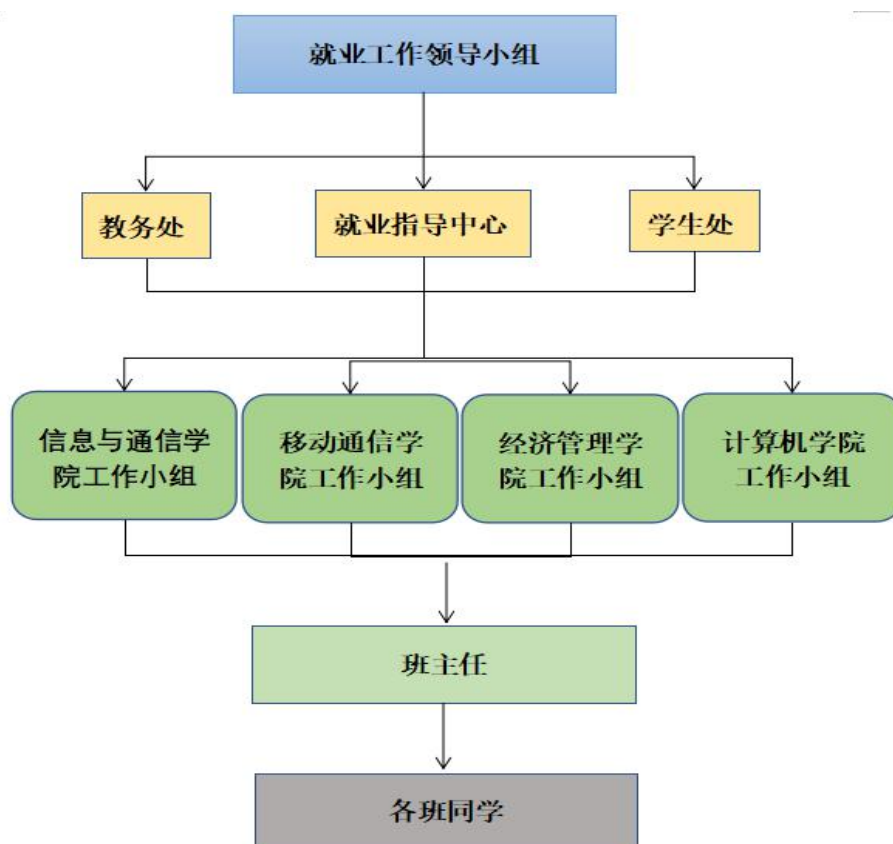 就业工作领导小组
教务处
就业指导中心
学生处
信息与通信学
院工作小组
移动通信学
院工作小组
经济管理学
院工作小组
计算机学院
工作小组
班主任
各班同学